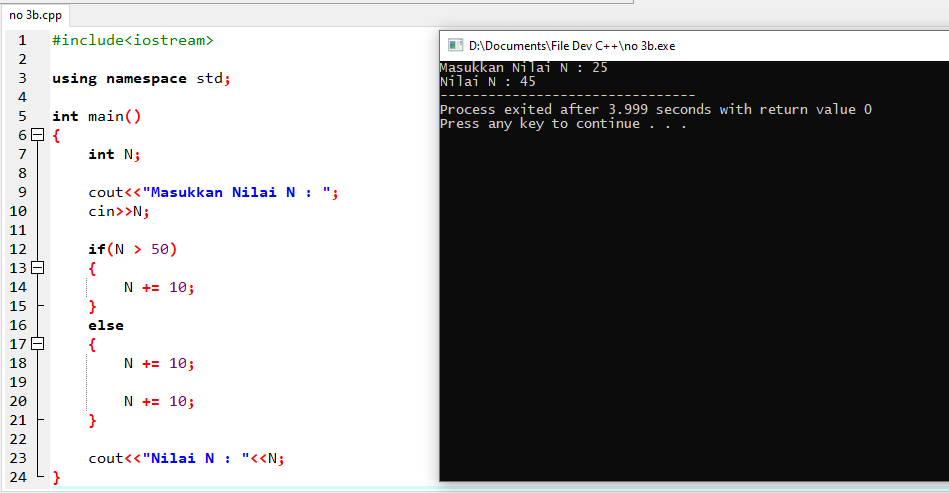 no 3b.cpp
1 #include<iostream>
2
3 using namespace std;
4
5 int main()
6 {
7 int N;
8
9 cout<<"Masukkan Nilai N : ";
10 cin>>N;
11
12 if(N > 50)
13 {
14 N += 10;
15 }
16 else
17 {
18 N += 10;
19
20 N += 10;
21 }
22
23 cout<<"Nilai N : "<<N;
24 }
D:\Documents\File Dev C++\no 3b.exe
Masukkan Nilai N : 25
Nilai N : 45
--------------------------------
Process exited after 3.999 seconds with return value 0
Press any key to continue . . .